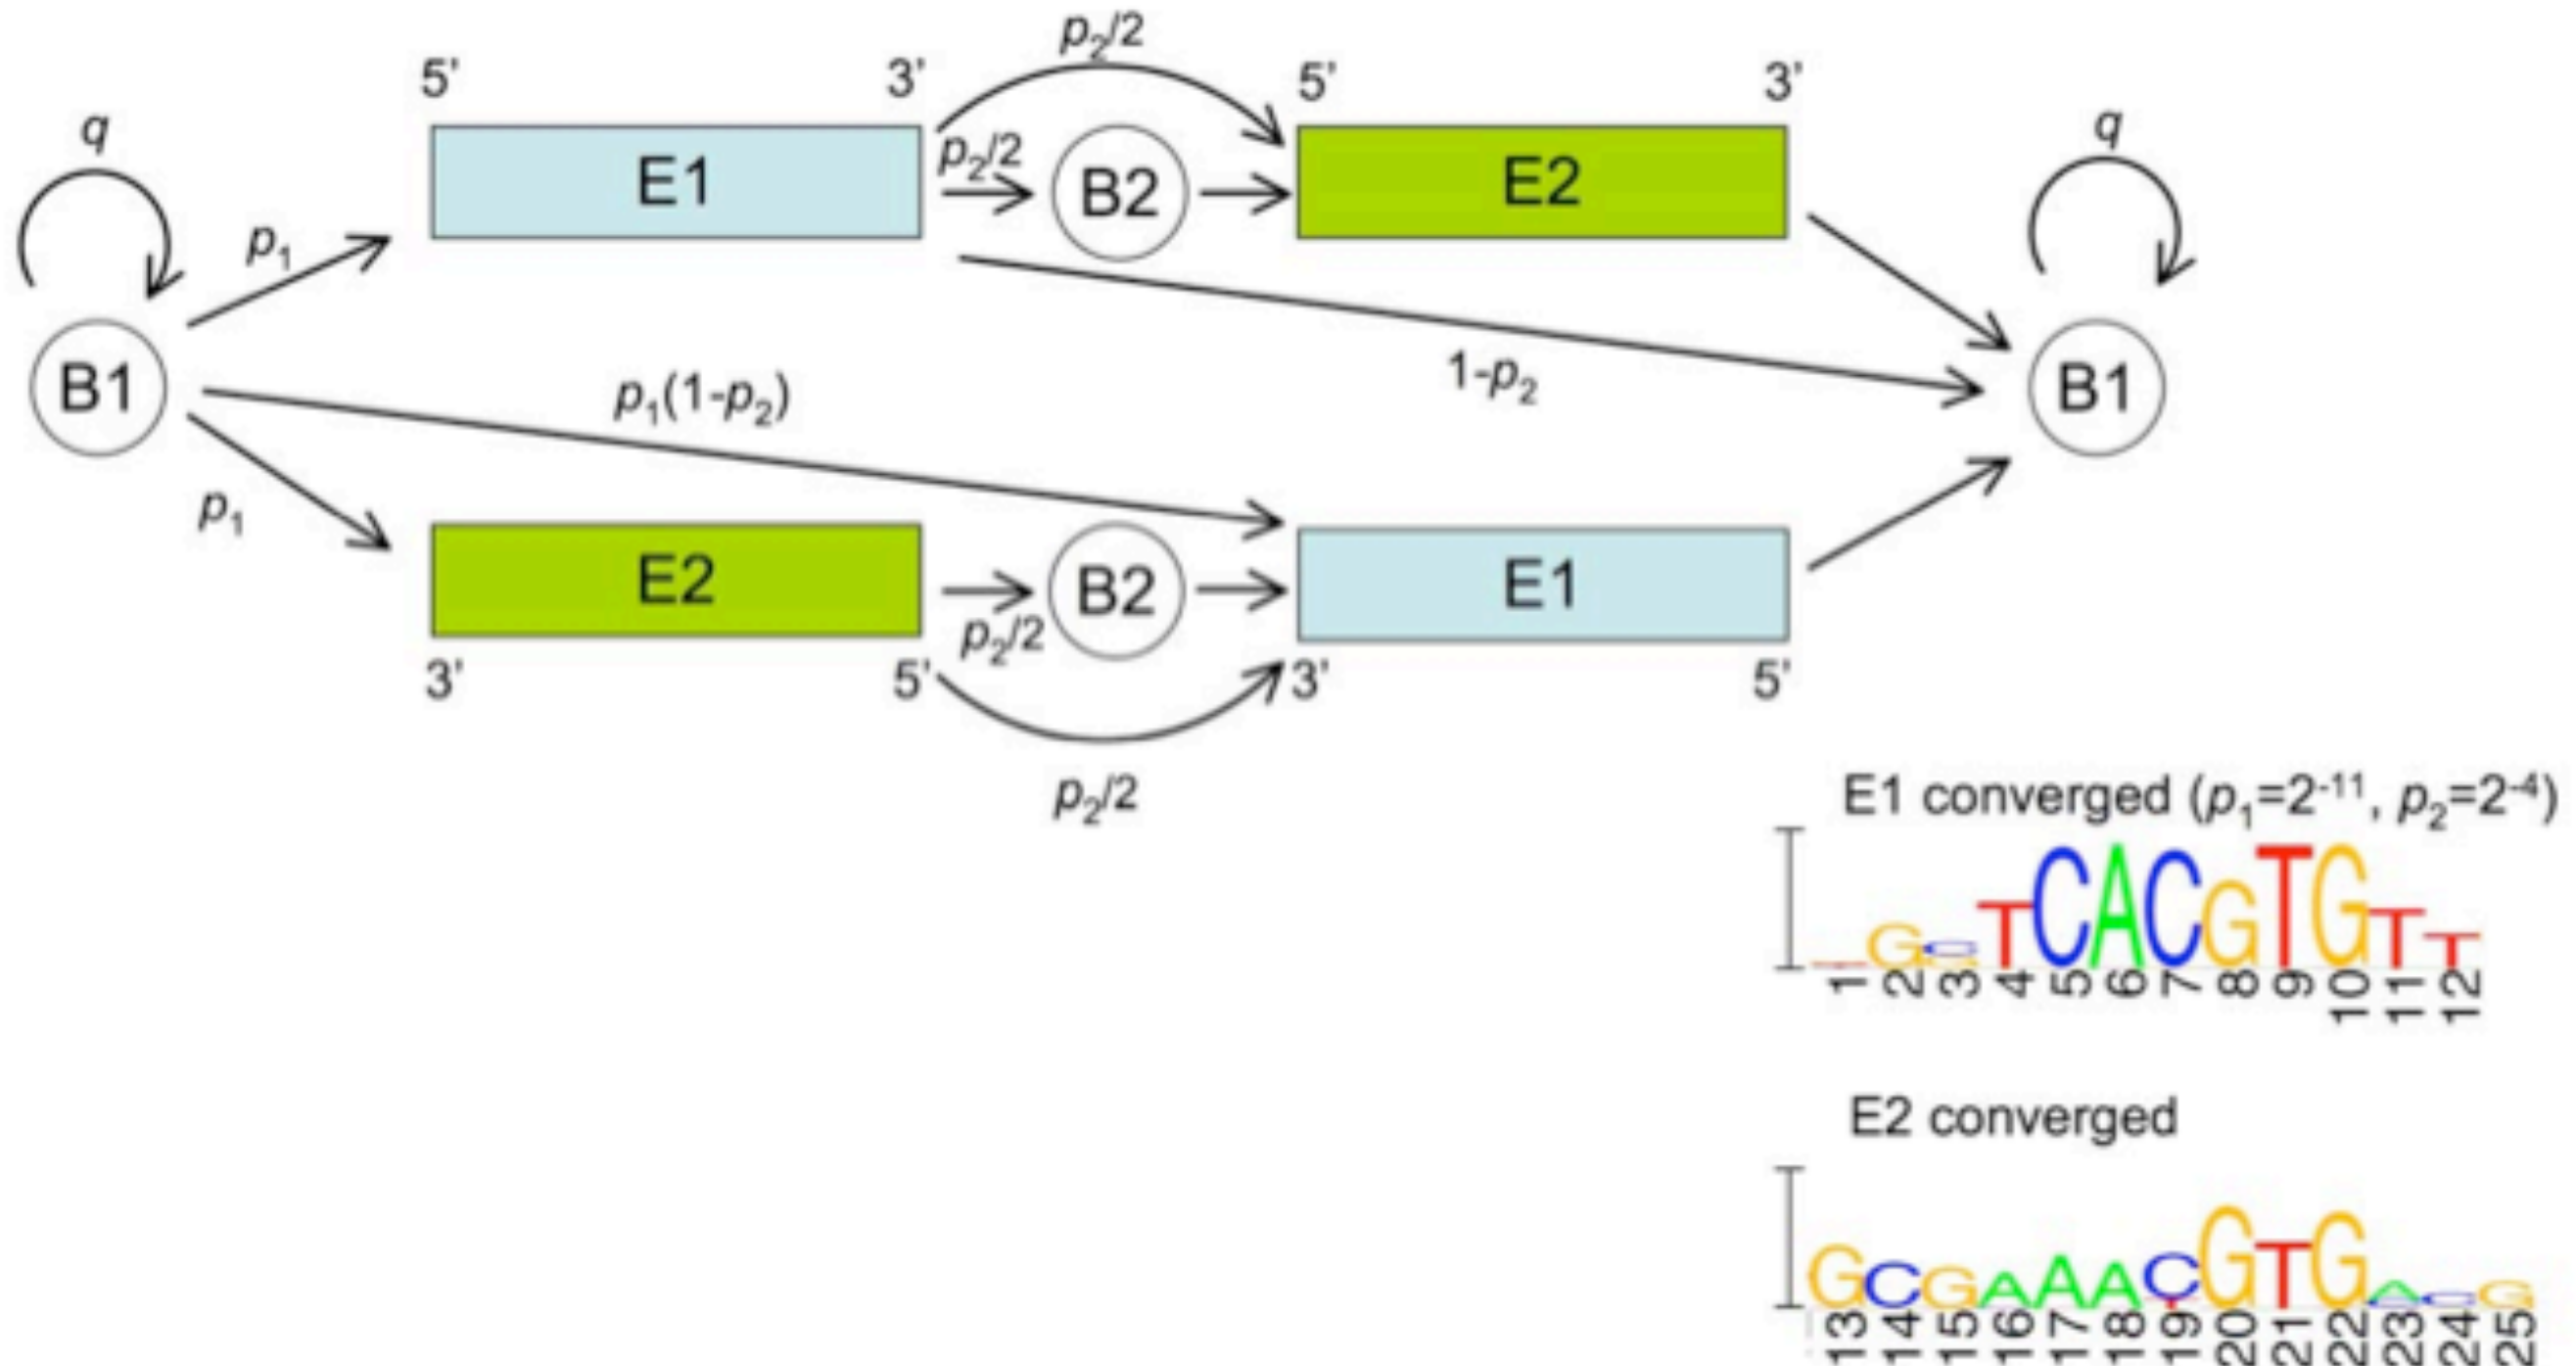 p₂/2
5' 3' 5' 3'
q q
E1 p₂/2 B2 E2
p₁
B1 p₁(1-p₂) 1-p₂ B1
p₁
E2 B2 E1
p₂/2
3' 5' 3' 5'
p₂/2
E1 converged (p₁=2⁻¹¹, p₂=2⁻⁴)
G C T C A C G T G T T
1 2 3 4 5 6 7 8 9 10 11 12
E2 converged
G C G A A A C G T G A C G
13 14 15 16 17 18 19 20 21 22 23 24 25